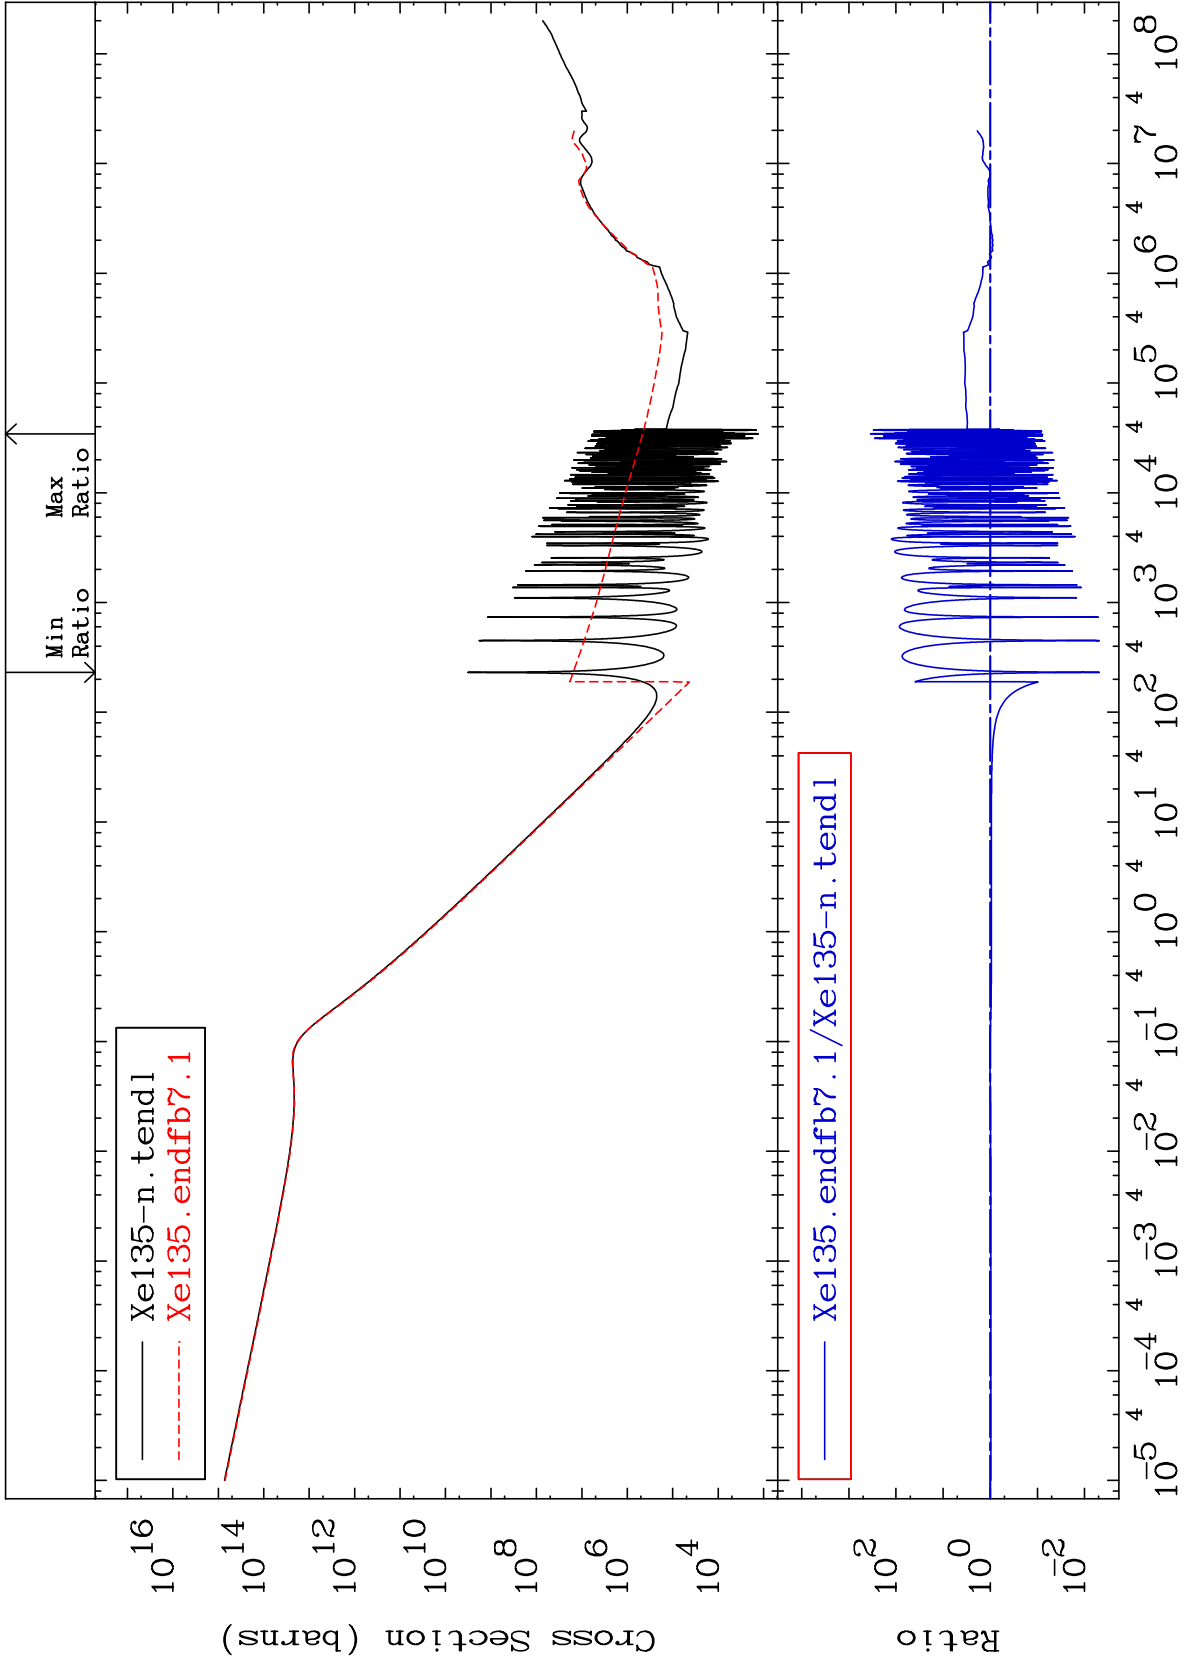 Min
Ratio
Max
Ratio
Xe135-n.tendl
Xe135.endfb7.1
10^16
10^14
10^12
10^10
10^8
10^6
10^4
Cross Section (barns)
Xe135.endfb7.1/Xe135-n.tendl
10^2
10^0
10^-2
Ratio
10^-5 4 10^-4 4 10^-3 4 10^-2 4 10^-1 4 10^0 4 10^1 4 10^2 4 10^3 4 10^4 4 10^5 4 10^6 4 10^7 4 10^8